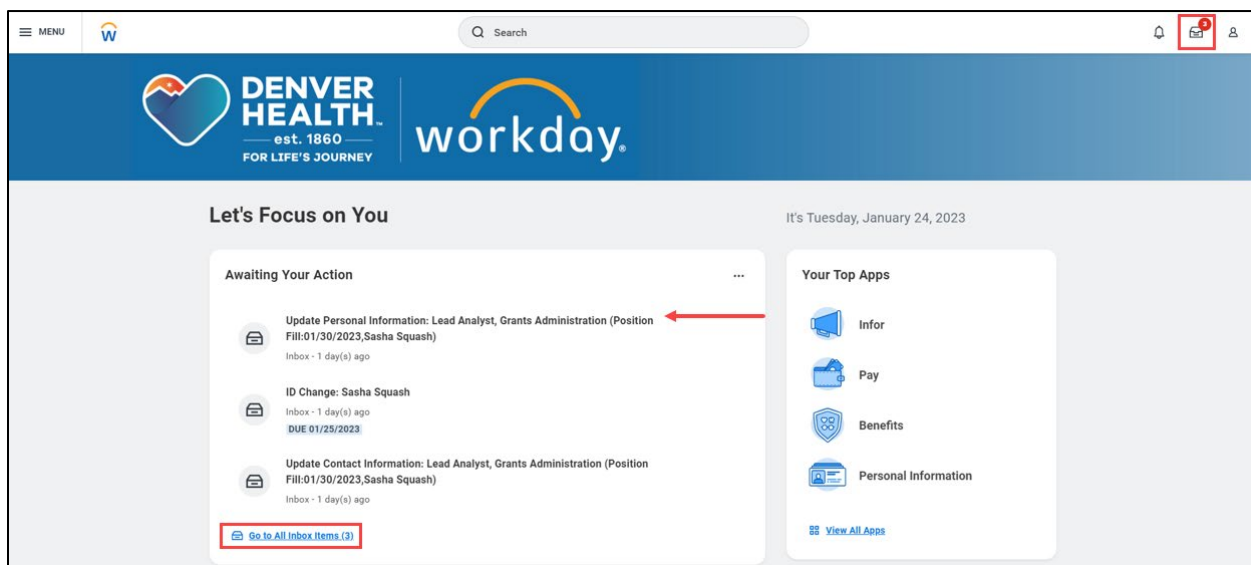 MENU
W
Search
3
DENVER
HEALTH™
est. 1860
FOR LIFE'S JOURNEY
workday®
Let's Focus on You
It's Tuesday, January 24, 2023
Awaiting Your Action
...
Update Personal Information: Lead Analyst, Grants Administration (Position
Fill:01/30/2023,Sasha Squash)
Inbox - 1 day(s) ago
ID Change: Sasha Squash
Inbox - 1 day(s) ago
DUE 01/25/2023
Update Contact Information: Lead Analyst, Grants Administration (Position
Fill:01/30/2023,Sasha Squash)
Inbox - 1 day(s) ago
Go to All Inbox Items (3)
Your Top Apps
Infor
Pay
Benefits
Personal Information
View All Apps